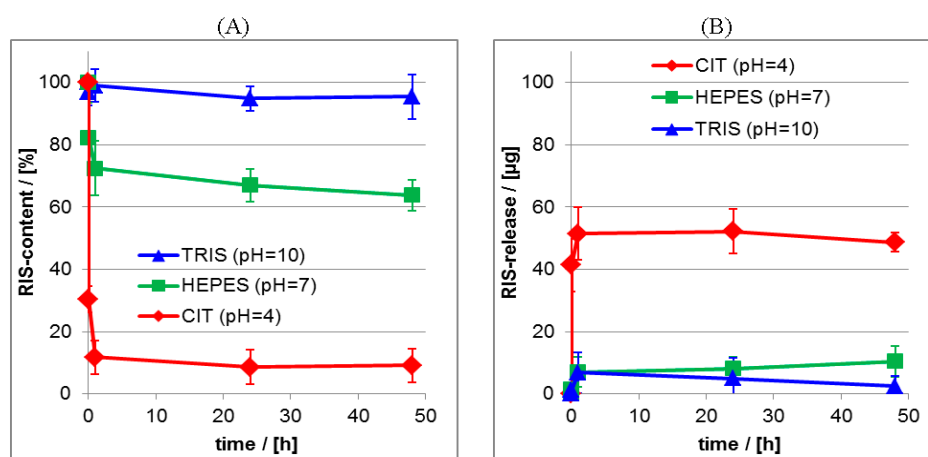 (A)
(B)
RIS-content / [%]
100
80
60
40
20
0
TRIS (pH=10)
HEPES (pH=7)
CIT (pH=4)
0 10 20 30 40 50
time / [h]
RIS-release / [µg]
100
80
60
40
20
0
CIT (pH=4)
HEPES (pH=7)
TRIS (pH=10)
0 10 20 30 40 50
time / [h]